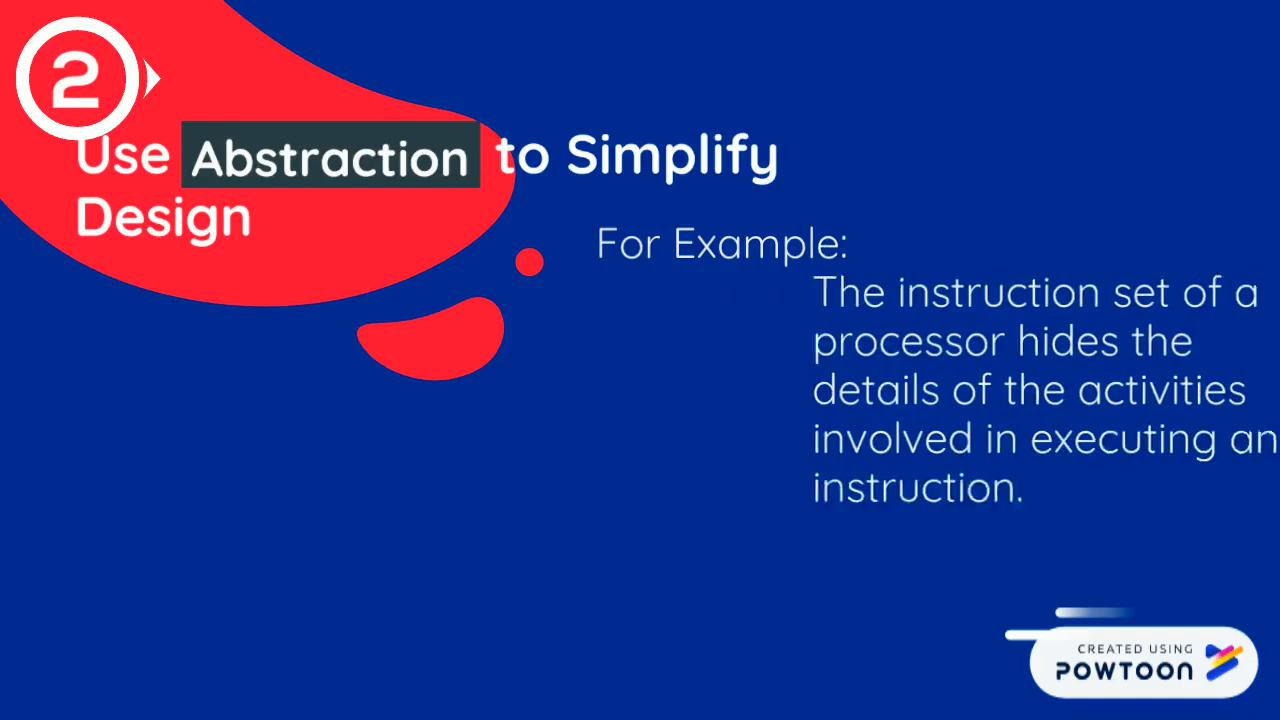 2
Use Abstraction to Simplify
Design
For Example:
The instruction set of a
processor hides the
details of the activities
involved in executing an
instruction.
CREATED USING
POWTOON